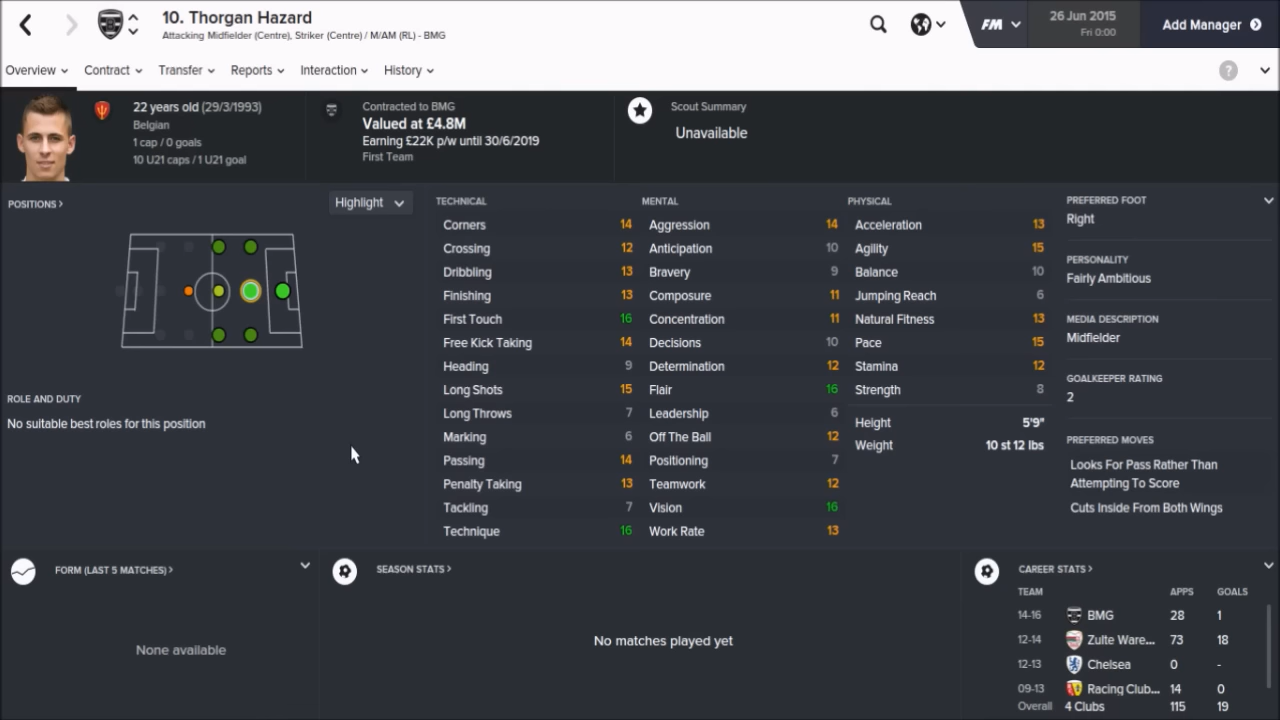 10. Thorgan Hazard
Attacking Midfielder (Centre), Striker (Centre) / M/AM (RL) - BMG
FM
26 Jun 2015
Fri 0:00
Add Manager
Overview
Contract
Transfer
Reports
Interaction
History
?
22 years old (29/3/1993)
Belgian
1 cap / 0 goals
10 U21 caps / 1 U21 goal
Contracted to BMG
Valued at £4.8M
Earning £22K p/w until 30/6/2019
First Team
Scout Summary
Unavailable
POSITIONS >
Highlight
ROLE AND DUTY
No suitable best roles for this position
TECHNICAL
Corners 14
Crossing 12
Dribbling 13
Finishing 13
First Touch 16
Free Kick Taking 14
Heading 9
Long Shots 15
Long Throws 7
Marking 6
Passing 14
Penalty Taking 13
Tackling 7
Technique 16
MENTAL
Aggression 14
Anticipation 10
Bravery 9
Composure 11
Concentration 11
Decisions 10
Determination 12
Flair 16
Leadership 6
Off The Ball 12
Positioning 7
Teamwork 12
Vision 16
Work Rate 13
PHYSICAL
Acceleration 13
Agility 15
Balance 10
Jumping Reach 6
Natural Fitness 13
Pace 15
Stamina 12
Strength 8
Height 5'9"
Weight 10 st 12 lbs
PREFERRED FOOT
Right
PERSONALITY
Fairly Ambitious
MEDIA DESCRIPTION
Midfielder
GOALKEEPER RATING
2
PREFERRED MOVES
Looks For Pass Rather Than
Attempting To Score
Cuts Inside From Both Wings
FORM (LAST 5 MATCHES) >
None available
SEASON STATS >
No matches played yet
CAREER STATS >
TEAM APPS GOALS
14-16 BMG 28 1
12-14 Zulte Ware... 73 18
12-13 Chelsea 0 -
09-13 Racing Club... 14 0
Overall 4 Clubs 115 19